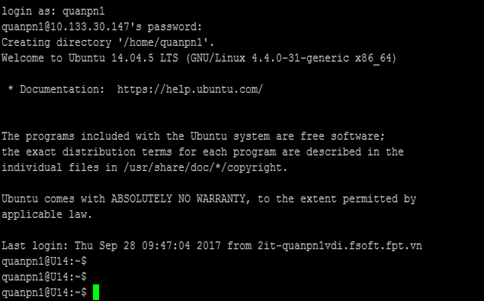 login as: quanpn1
quanpn1@10.133.30.147's password:
Creating directory '/home/quanpn1'.
Welcome to Ubuntu 14.04.5 LTS (GNU/Linux 4.4.0-31-generic x86_64)
* Documentation:  https://help.ubuntu.com/
The programs included with the Ubuntu system are free software;
the exact distribution terms for each program are described in the
individual files in /usr/share/doc/*/copyright.
Ubuntu comes with ABSOLUTELY NO WARRANTY, to the extent permitted by
applicable law.
Last login: Thu Sep 28 09:47:04 2017 from 2it-quanpn1vdi.fsoft.fpt.vn
quanpn1@U14:~$
quanpn1@U14:~$
quanpn1@U14:~$